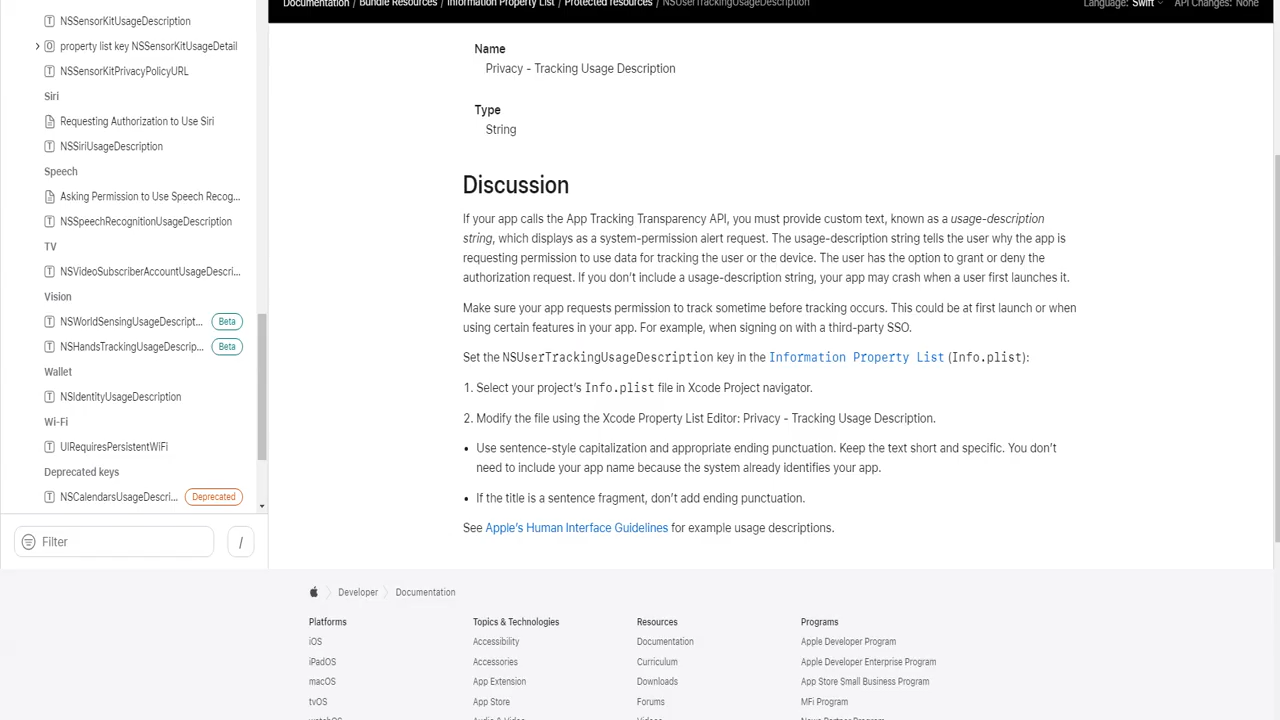 Documentation / Bundle Resources / Information Property List / Protected resources / NSUserTrackingUsageDescription
Language: Swift
API Changes: None
NSSensorKitUsageDescription
property list key NSSensorKitUsageDetail
NSSensorKitPrivacyPolicyURL
Siri
Requesting Authorization to Use Siri
NSSiriUsageDescription
Speech
Asking Permission to Use Speech Recog...
NSSpeechRecognitionUsageDescription
TV
NSVideoSubscriberAccountUsageDescri...
Vision
NSWorldSensingUsageDescript... Beta
NSHandsTrackingUsageDescrip... Beta
Wallet
NSIdentityUsageDescription
Wi-Fi
UIRequiresPersistentWiFi
Deprecated keys
NSCalendarsUsageDescri... Deprecated
Filter /
Name
Privacy - Tracking Usage Description
Type
String
Discussion
If your app calls the App Tracking Transparency API, you must provide custom text, known as a usage-description
string, which displays as a system-permission alert request. The usage-description string tells the user why the app is
requesting permission to use data for tracking the user or the device. The user has the option to grant or deny the
authorization request. If you don’t include a usage-description string, your app may crash when a user first launches it.
Make sure your app requests permission to track sometime before tracking occurs. This could be at first launch or when
using certain features in your app. For example, when signing on with a third-party SSO.
Set the NSUserTrackingUsageDescription key in the Information Property List (Info.plist):
1. Select your project’s Info.plist file in Xcode Project navigator.
2. Modify the file using the Xcode Property List Editor: Privacy - Tracking Usage Description.
• Use sentence-style capitalization and appropriate ending punctuation. Keep the text short and specific. You don’t
need to include your app name because the system already identifies your app.
• If the title is a sentence fragment, don’t add ending punctuation.
See Apple’s Human Interface Guidelines for example usage descriptions.
Developer Documentation
Platforms
iOS
iPadOS
macOS
tvOS
watchOS
Topics & Technologies
Accessibility
Accessories
App Extension
App Store
Audio & Video
Resources
Documentation
Curriculum
Downloads
Forums
Videos
Programs
Apple Developer Program
Apple Developer Enterprise Program
App Store Small Business Program
MFi Program
News Partner Program